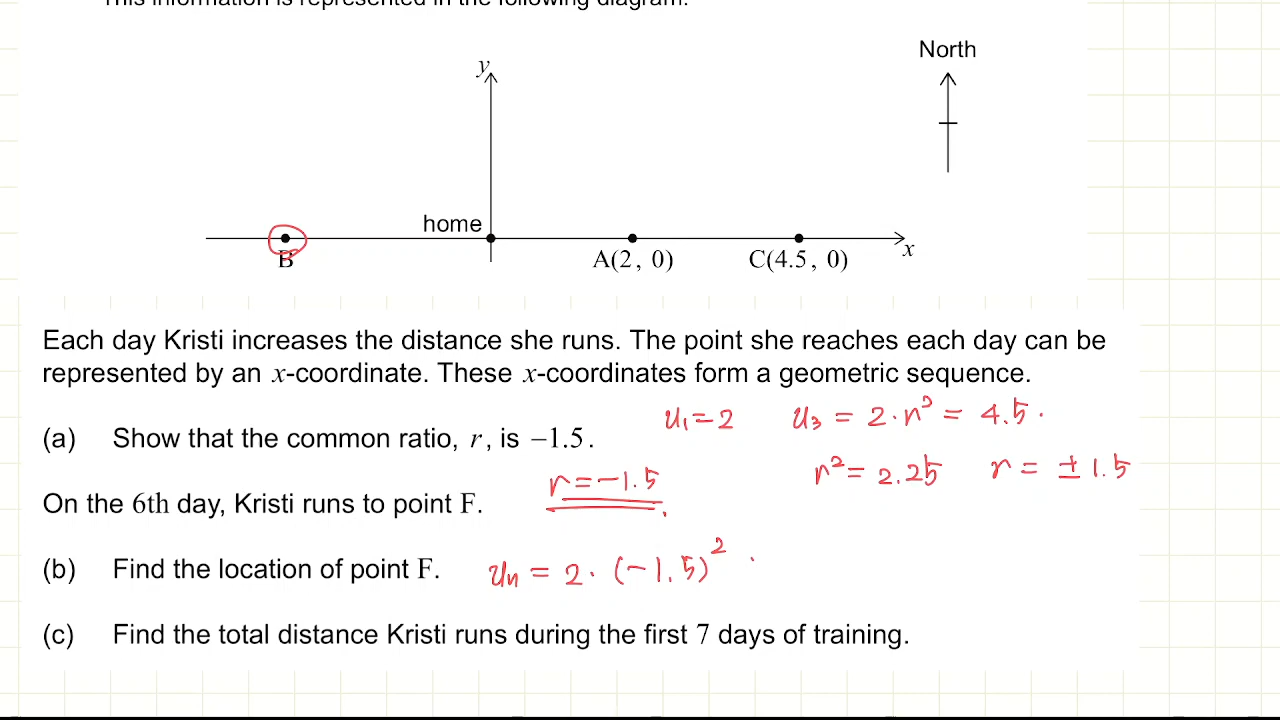 This information is represented in the following diagram.
North
y
home
B
A(2, 0)
C(4.5, 0)
x
Each day Kristi increases the distance she runs. The point she reaches each day can be
represented by an x-coordinate. These x-coordinates form a geometric sequence.
u₁=2 u₃ = 2·r² = 4.5.
(a) Show that the common ratio, r, is −1.5.
r²= 2.25 r = ±1.5
r=−1.5
On the 6th day, Kristi runs to point F.
(b) Find the location of point F. uₙ = 2·(−1.5)²
(c) Find the total distance Kristi runs during the first 7 days of training.